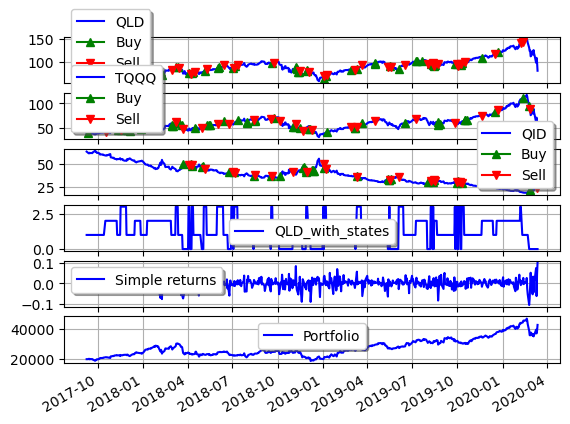 QLD
Buy
Sell
150
100
TQQQ
Buy
Sell
100
50
QID
Buy
Sell
50
25
QLD_with_states
2.5
0.0
Simple returns
0.1
0.0
−0.1
Portfolio
40000
20000
2017-10
2018-01
2018-04
2018-07
2018-10
2019-01
2019-04
2019-07
2019-10
2020-01
2020-04